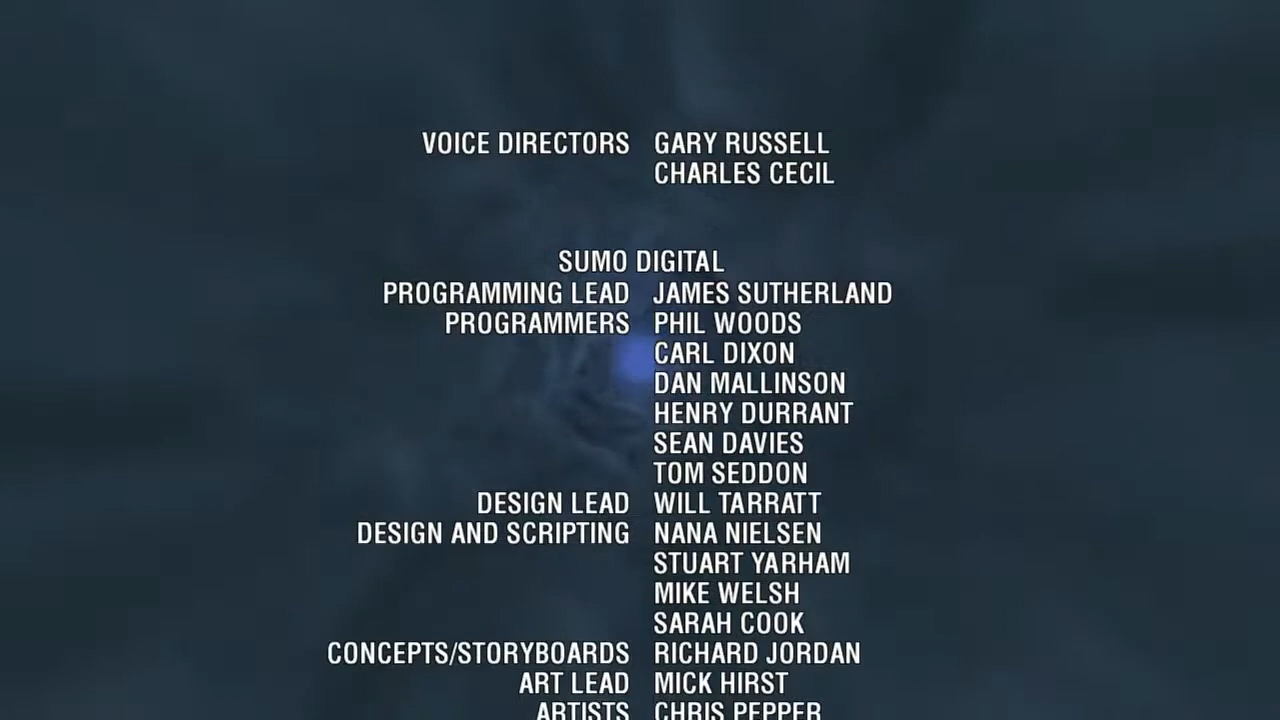 VOICE DIRECTORS GARY RUSSELL
CHARLES CECIL
SUMO DIGITAL
PROGRAMMING LEAD JAMES SUTHERLAND
PROGRAMMERS PHIL WOODS
CARL DIXON
DAN MALLINSON
HENRY DURRANT
SEAN DAVIES
TOM SEDDON
DESIGN LEAD WILL TARRATT
DESIGN AND SCRIPTING NANA NIELSEN
STUART YARHAM
MIKE WELSH
SARAH COOK
CONCEPTS/STORYBOARDS RICHARD JORDAN
ART LEAD MICK HIRST
ARTISTS CHRIS PEPPER